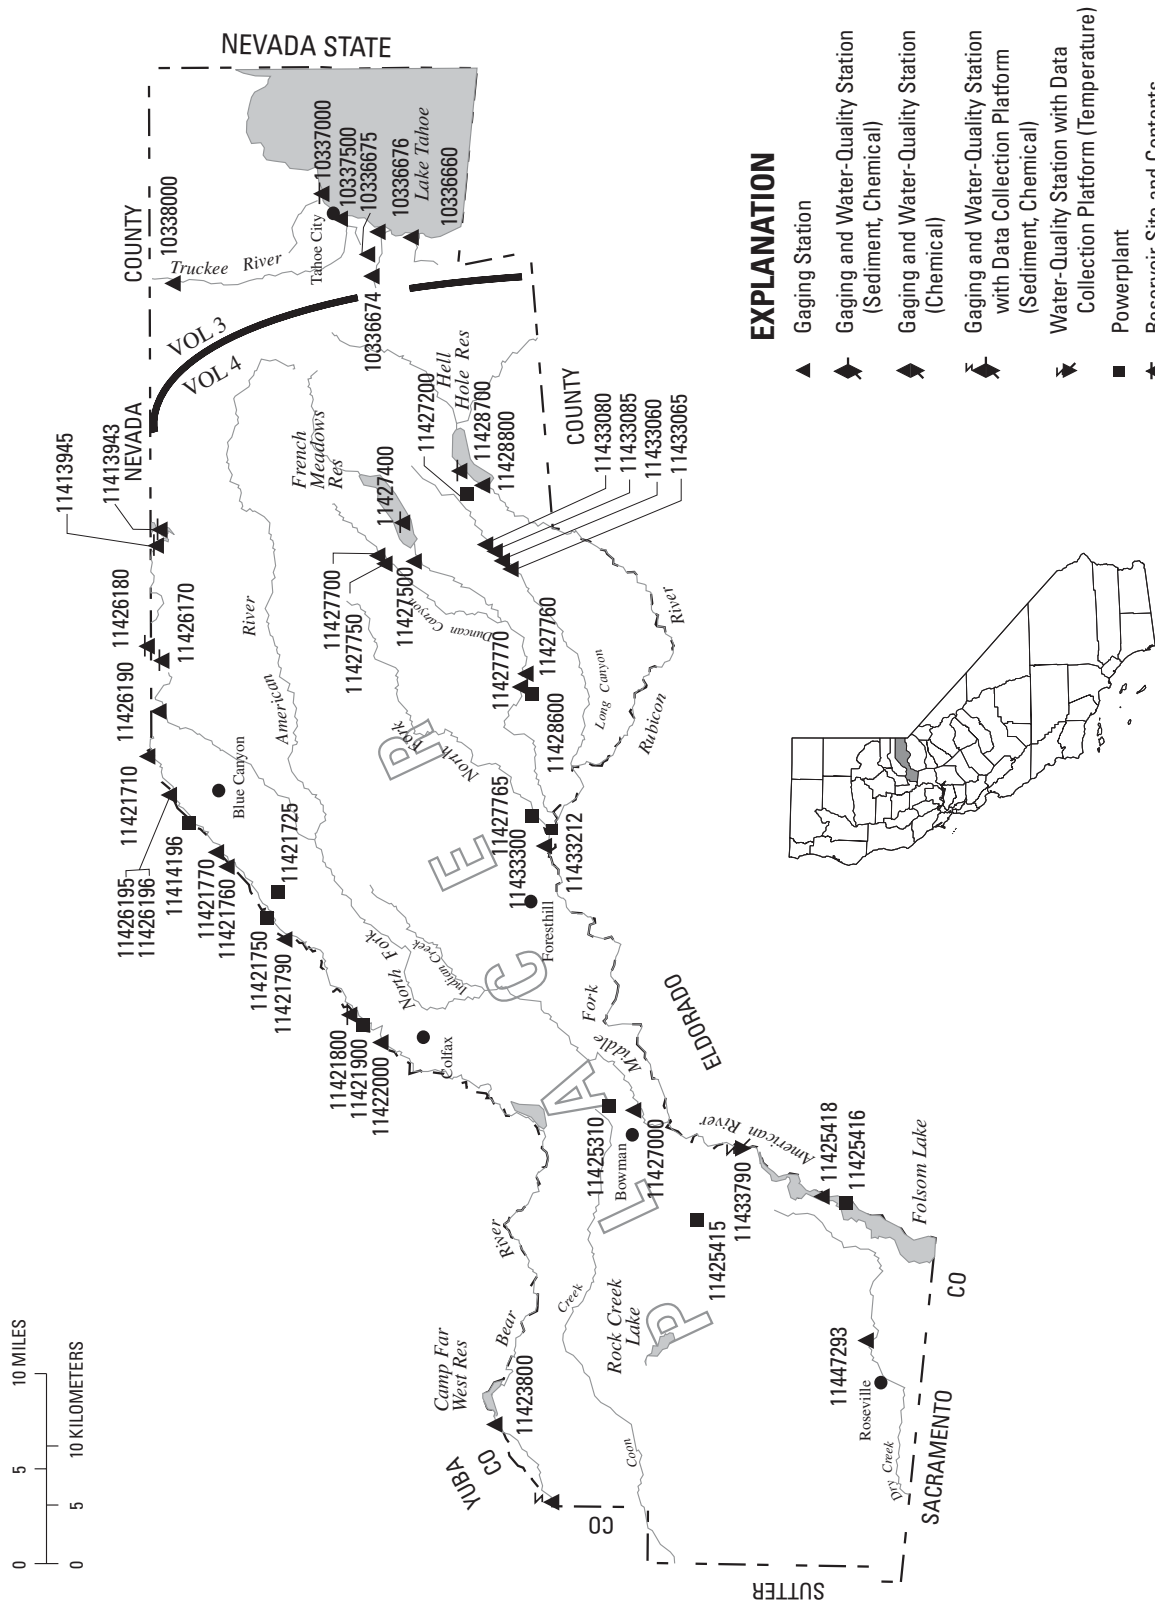 0 5 10 MILES
0 5 10 KILOMETERS
NEVADA STATE
COUNTY
10338000
Truckee River
Tahoe City
10337000
10337500
10336675
10336676
Lake Tahoe
10336660
10336674
VOL 3
VOL 4
NEVADA
11413945
11413943
11426180
11426170
11426190
11421710
11426195
11426196
11414196
11421770
11421760
11421750
11421790
11421725
Blue Canyon
American
River
French
Meadows
Res
11427400
Hell
Hole Res
11427200
11428700
11428800
COUNTY
11433080
11433085
11433060
11433065
11427700
11427750
11427500
Duncan Canyon
11427770
11427760
11428600
Long Canyon
Rubicon
River
North
Fork
11427765
11433300
11433212
Foresthill
11421800
11421900
11422000
Colfax
North Fork
Indian Creek
Middle
Fork
ELDORADO
PLACER
11425310
Bowman
11427000
11433790
American River
11425418
11425416
Folsom Lake
11425415
Rock Creek
Lake
Camp Far
West Res
Bear
River
11423800
YUBA
CO
CO
Coon
Creek
11447293
Roseville
Dry Creek
SACRAMENTO
CO
SUTTER
EXPLANATION
Gaging Station
Gaging and Water-Quality Station
(Sediment, Chemical)
Gaging and Water-Quality Station
(Chemical)
Gaging and Water-Quality Station
with Data Collection Platform
(Sediment, Chemical)
Water-Quality Station with Data
Collection Platform (Temperature)
Powerplant